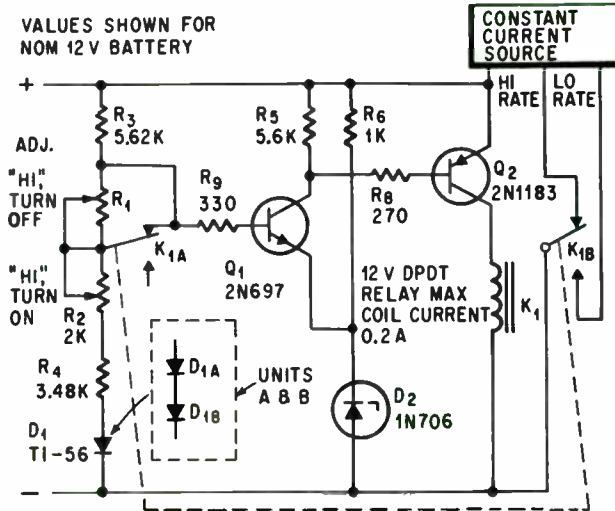 VALUES SHOWN FOR
NOM 12 V BATTERY
CONSTANT
CURRENT
SOURCE
HI
RATE
LO
RATE
+
R3
5.62K
R5
5.6K
R6
1K
ADJ.
"HI,"
TURN
OFF
R1
R9
330
K1A
Q1
2N697
R8
270
Q2
2N1183
K1B
"HI,"
TURN
ON
R2
2K
12 V DPDT
RELAY MAX
COIL CURRENT
0.2A
K1
R4
3.48K
D1A
D1B
UNITS
A & B
D1
TI-56
D2
1N706
−